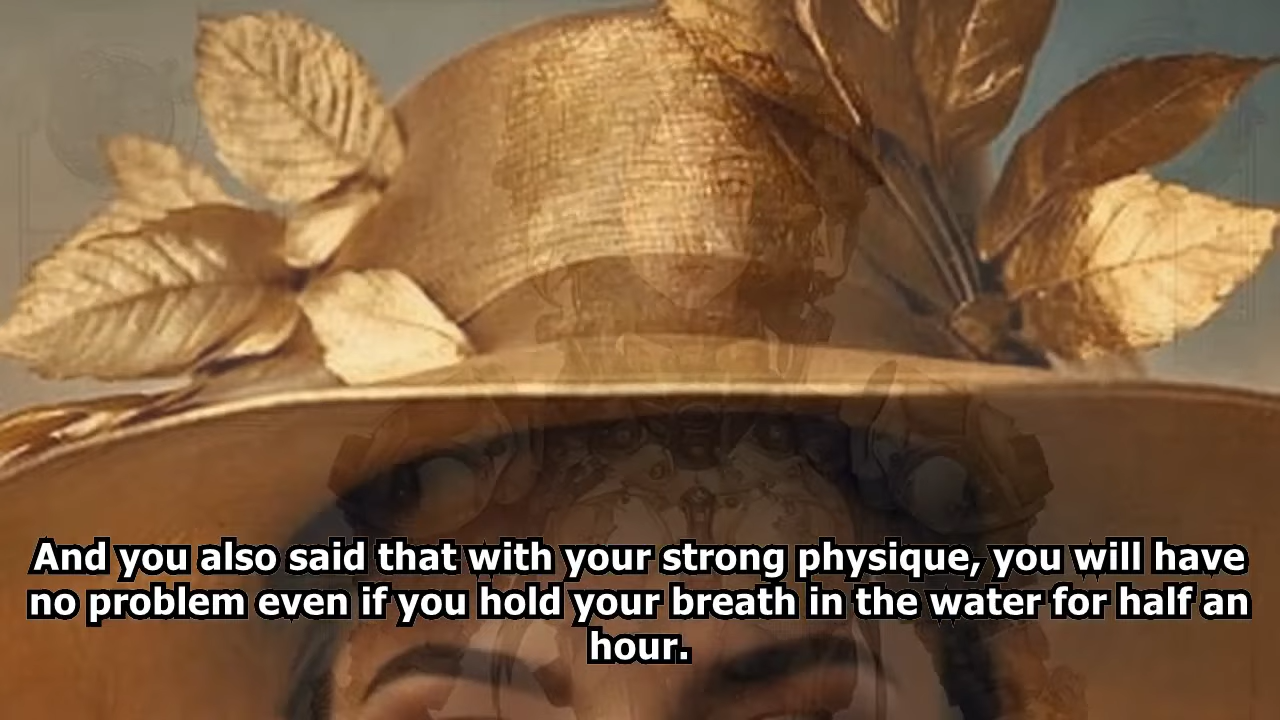 And you also said that with your strong physique, you will have
no problem even if you hold your breath in the water for half an
hour.